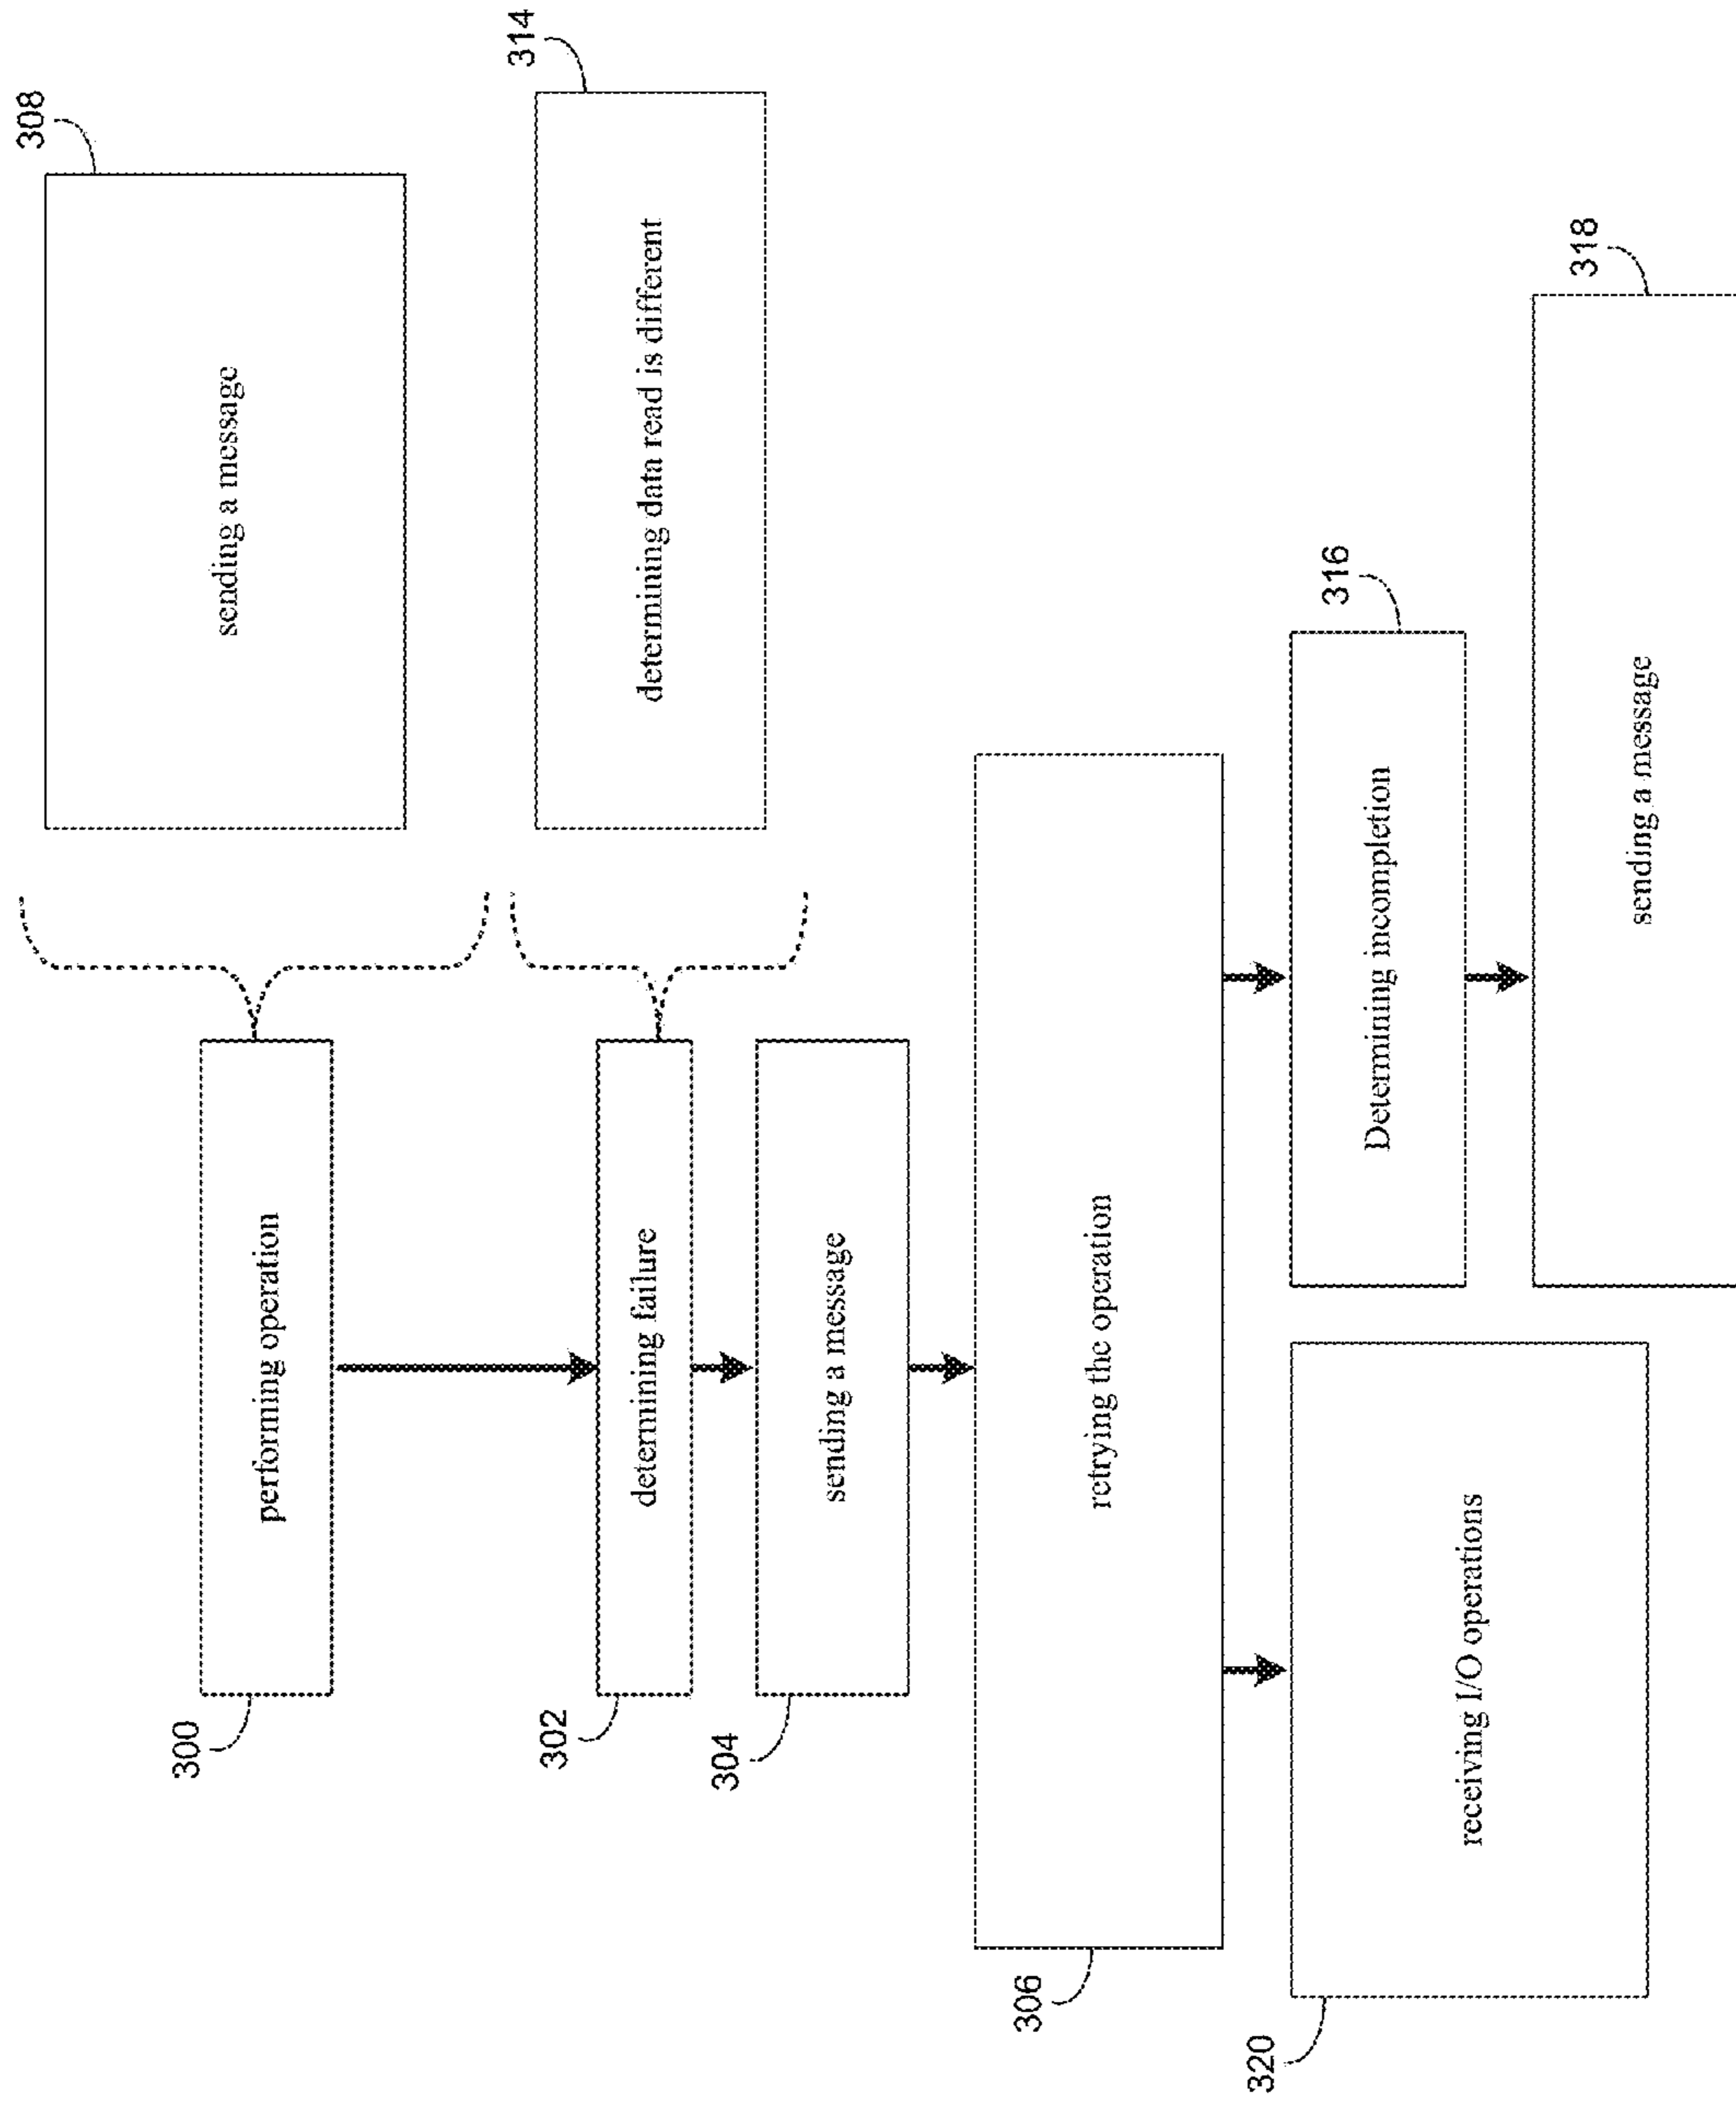 300
performing operation
308
sending a message
302
determining failure
314
determining data read is different
304
sending a message
306
retrying the operation
320
receiving I/O operations
316
Determining incompletion
318
sending a message